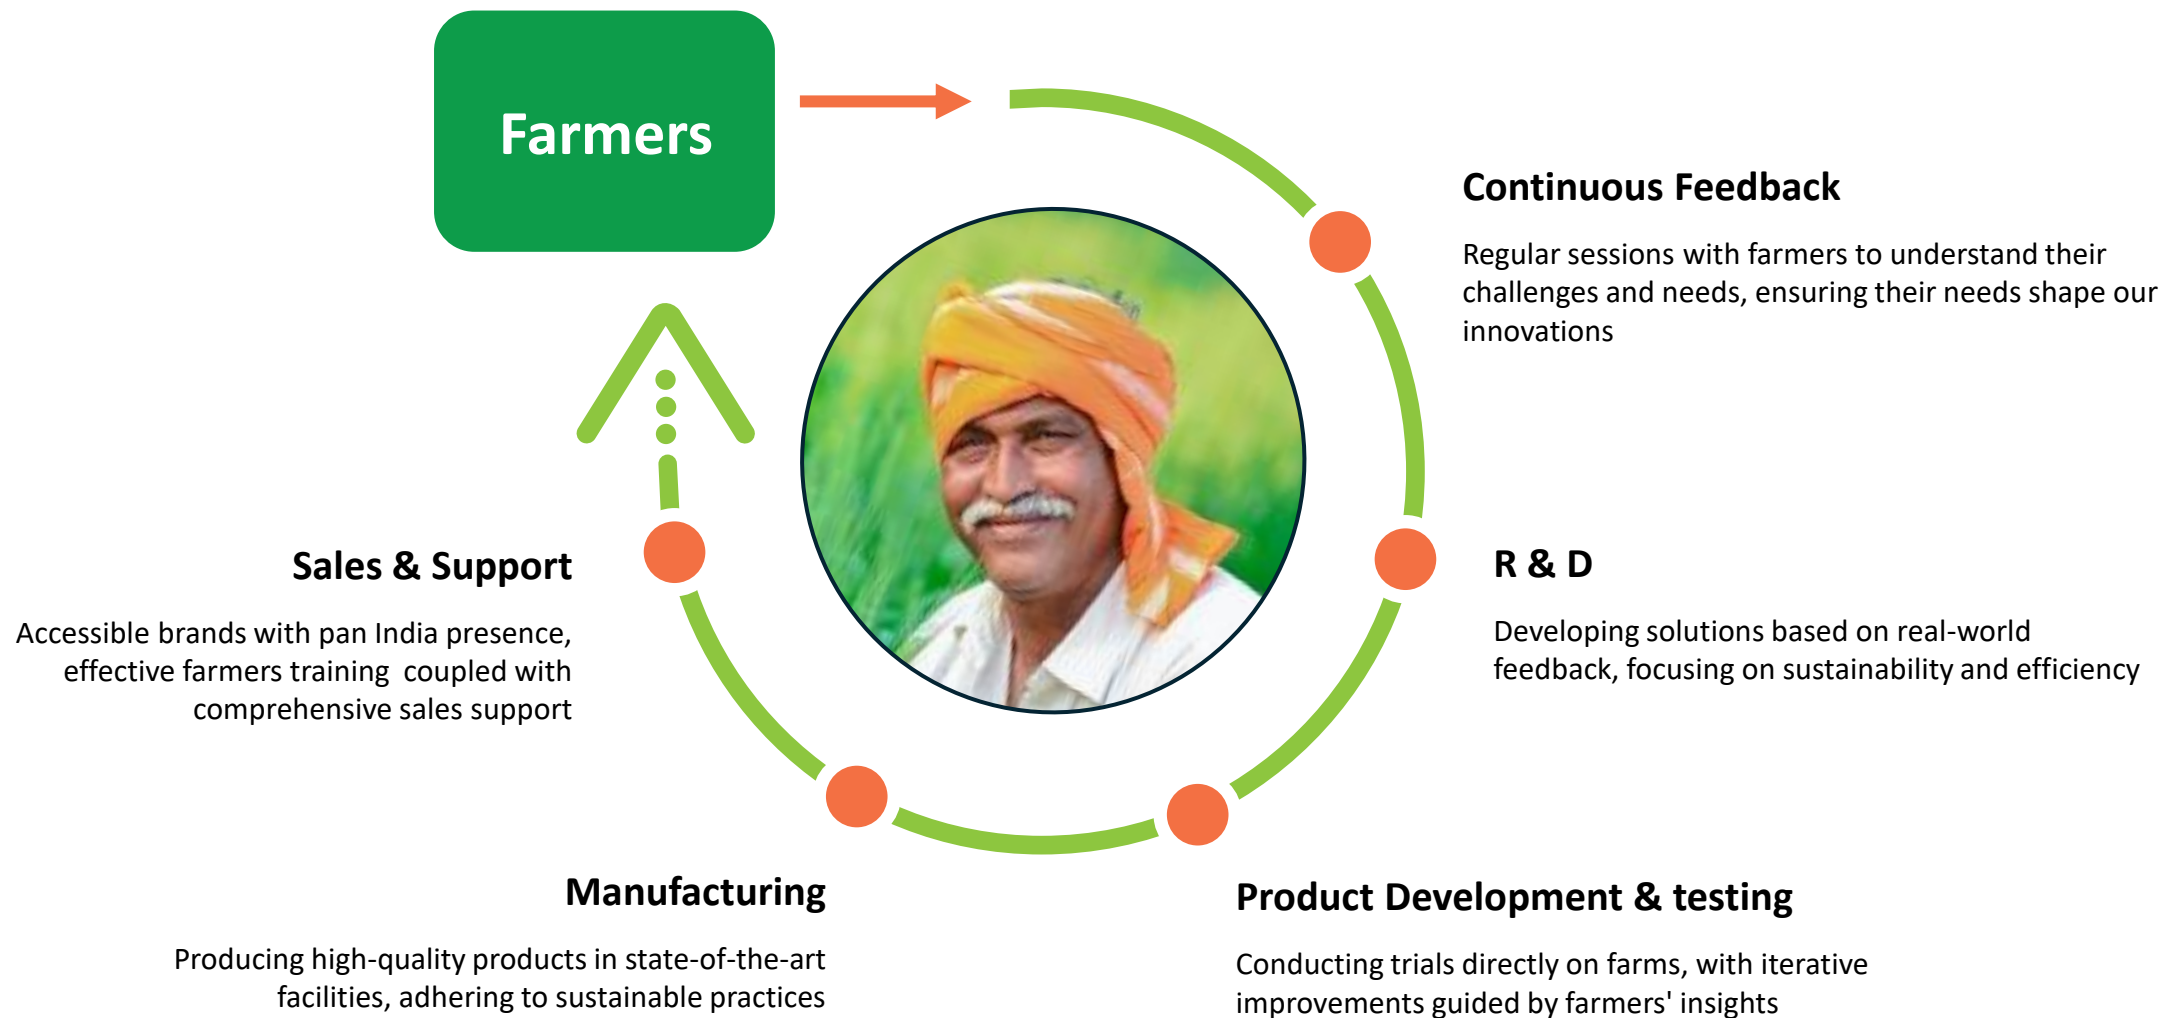 Farmers
Continuous Feedback
Regular sessions with farmers to understand their
challenges and needs, ensuring their needs shape our
innovations
R & D
Developing solutions based on real-world
feedback, focusing on sustainability and efficiency
Product Development & testing
Conducting trials directly on farms, with iterative
improvements guided by farmers' insights
Manufacturing
Producing high-quality products in state-of-the-art
facilities, adhering to sustainable practices
Sales & Support
Accessible brands with pan India presence,
effective farmers training  coupled with
comprehensive sales support